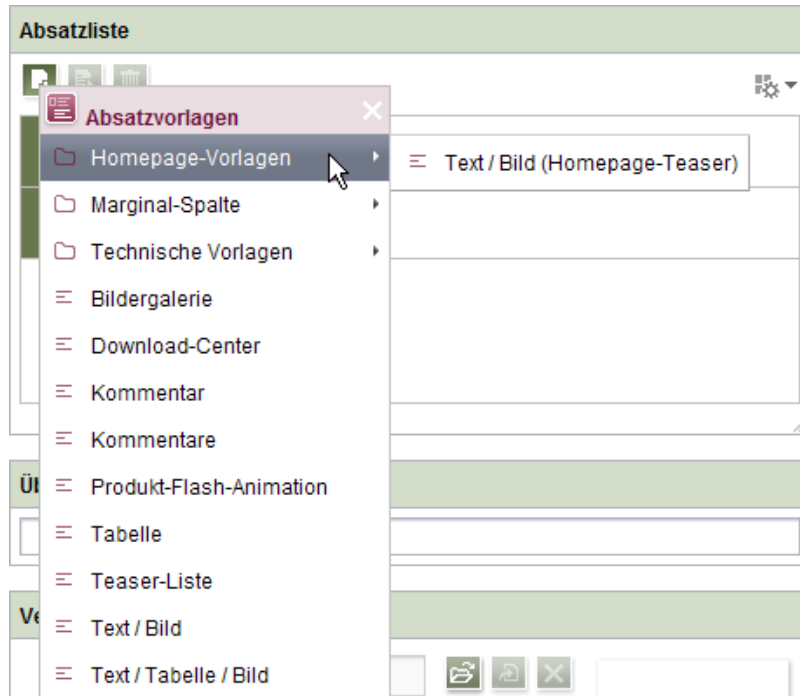 Absatzliste
Absatzvorlagen
Homepage-Vorlagen
Text / Bild (Homepage-Teaser)
Marginal-Spalte
Technische Vorlagen
Bildergalerie
Download-Center
Kommentar
Kommentare
Produkt-Flash-Animation
Tabelle
Teaser-Liste
Text / Bild
Text / Tabelle / Bild